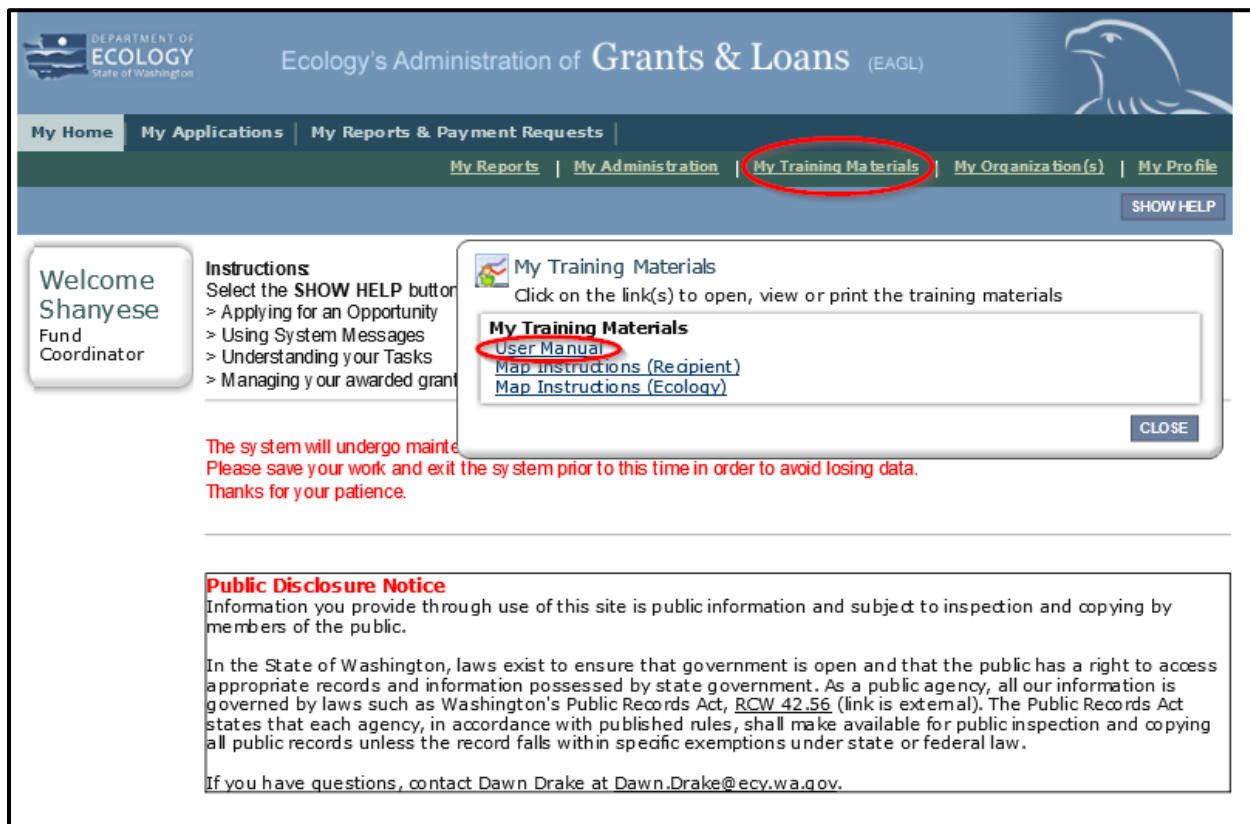 DEPARTMENT OF
ECOLOGY
State of Washington
Ecology's Administration of Grants & Loans (EAGL)
My Home | My Applications | My Reports & Payment Requests |
My Reports | My Administration | My Training Materials | My Organization(s) | My Profile
SHOW HELP
Welcome
Shanyese
Fund
Coordinator
Instructions:
Select the SHOW HELP button
> Applying for an Opportunity
> Using System Messages
> Understanding your Tasks
> Managing your awarded grant
My Training Materials
Click on the link(s) to open, view or print the training materials
My Training Materials
User Manual
Map Instructions (Recipient)
Map Instructions (Ecology)
CLOSE
The system will undergo mainte
Please save your work and exit the system prior to this time in order to avoid losing data.
Thanks for your patience.
Public Disclosure Notice
Information you provide through use of this site is public information and subject to inspection and copying by
members of the public.
In the State of Washington, laws exist to ensure that government is open and that the public has a right to access
appropriate records and information possessed by state government. As a public agency, all our information is
governed by laws such as Washington's Public Records Act, RCW 42.56 (link is external). The Public Records Act
states that each agency, in accordance with published rules, shall make available for public inspection and copying
all public records unless the record falls within specific exemptions under state or federal law.
If you have questions, contact Dawn Drake at Dawn.Drake@ecy.wa.gov.